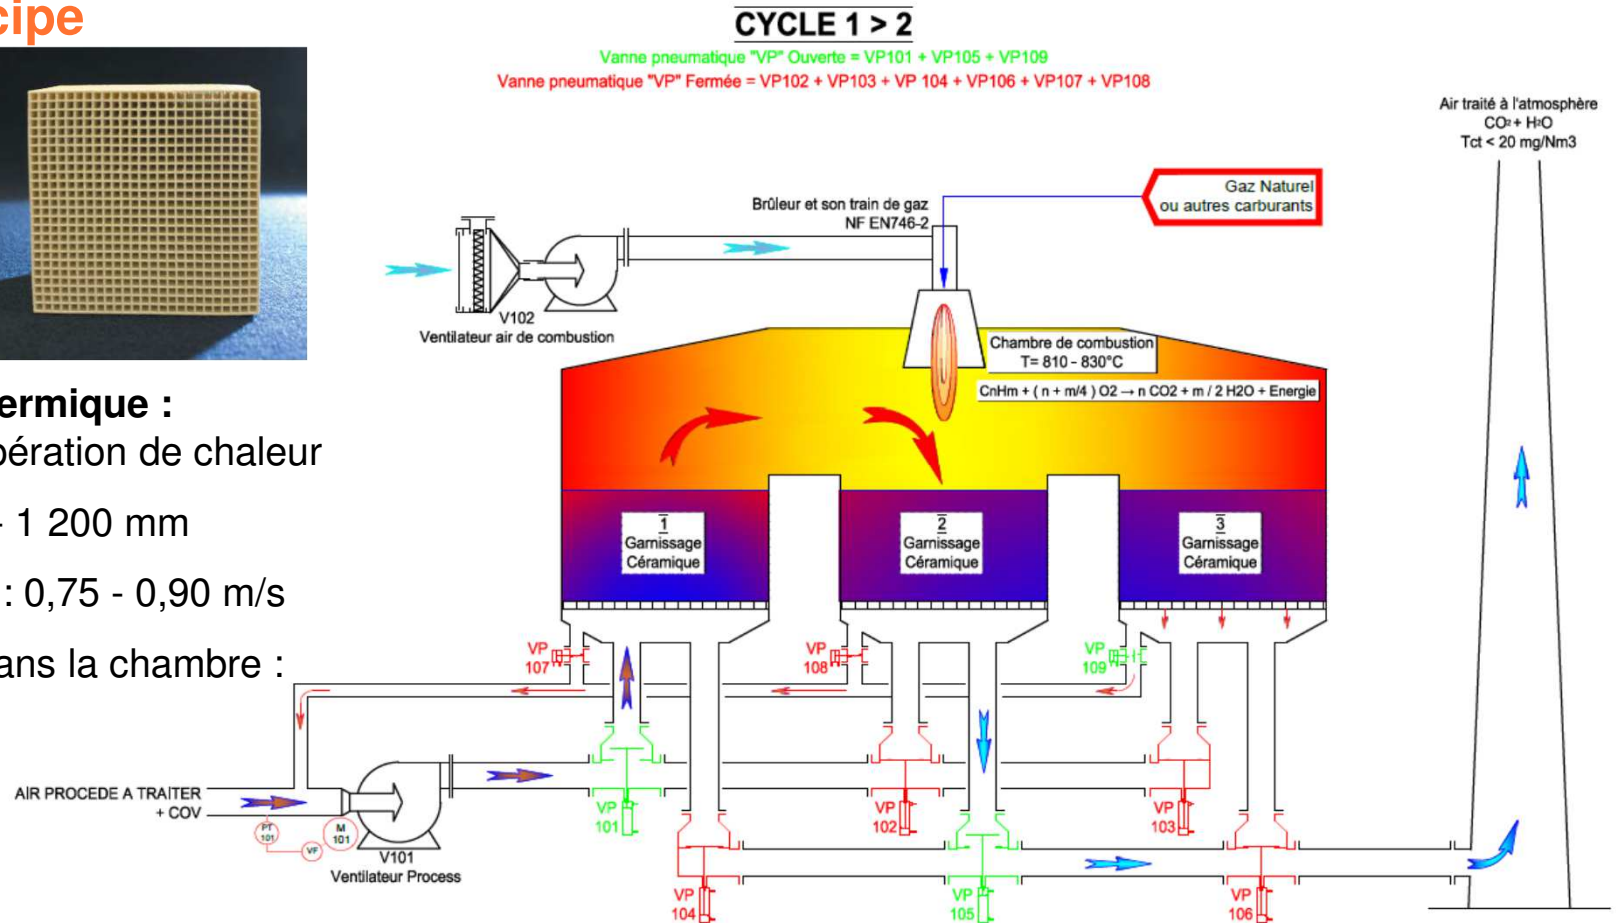 cipe
CYCLE 1 > 2
Vanne pneumatique "VP" Ouverte = VP101 + VP105 + VP109
Vanne pneumatique "VP" Fermée = VP102 + VP103 + VP 104 + VP106 + VP107 + VP108
Air traité à l'atmosphère
CO2 + H2O
Tct < 20 mg/Nm3
Gaz Naturel
ou autres carburants
Brûleur et son train de gaz
NF EN746-2
V102
Ventilateur air de combustion
Chambre de combustion
T= 810 - 830°C
CnHm + ( n + m/4 ) O2 → n CO2 + m / 2 H2O + Energie
ermique :
pération de chaleur
- 1 200 mm
: 0,75 - 0,90 m/s
ans la chambre :
1
Garnissage
Céramique
2
Garnissage
Céramique
3
Garnissage
Céramique
VP
107
VP
108
VP
109
AIR PROCEDE A TRAITER
+ COV
PT
101
VF
M
101
V101
Ventilateur Process
VP
101
VP
102
VP
103
VP
104
VP
105
VP
106